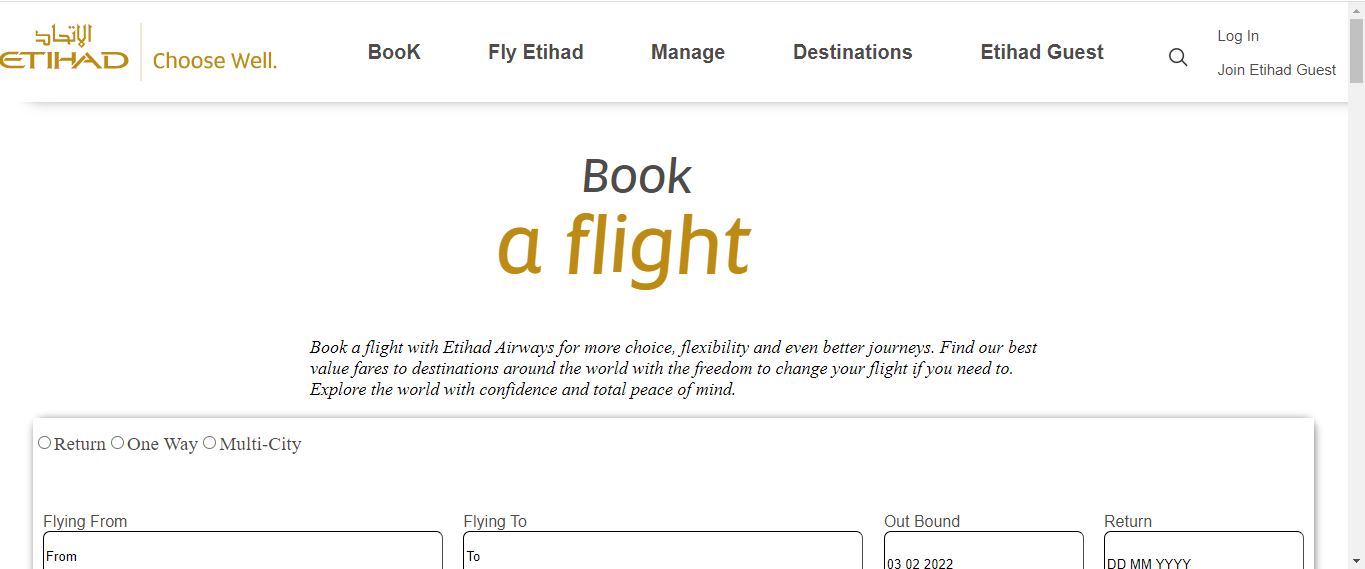 الإتحاد
ETIHAD
Choose Well.
BooK
Fly Etihad
Manage
Destinations
Etihad Guest
Log In
Join Etihad Guest
Book
a flight
Book a flight with Etihad Airways for more choice, flexibility and even better journeys. Find our best
value fares to destinations around the world with the freedom to change your flight if you need to.
Explore the world with confidence and total peace of mind.
Return One Way Multi-City
Flying From
Flying To
Out Bound
Return
From
To
03 02 2022
DD MM YYYY